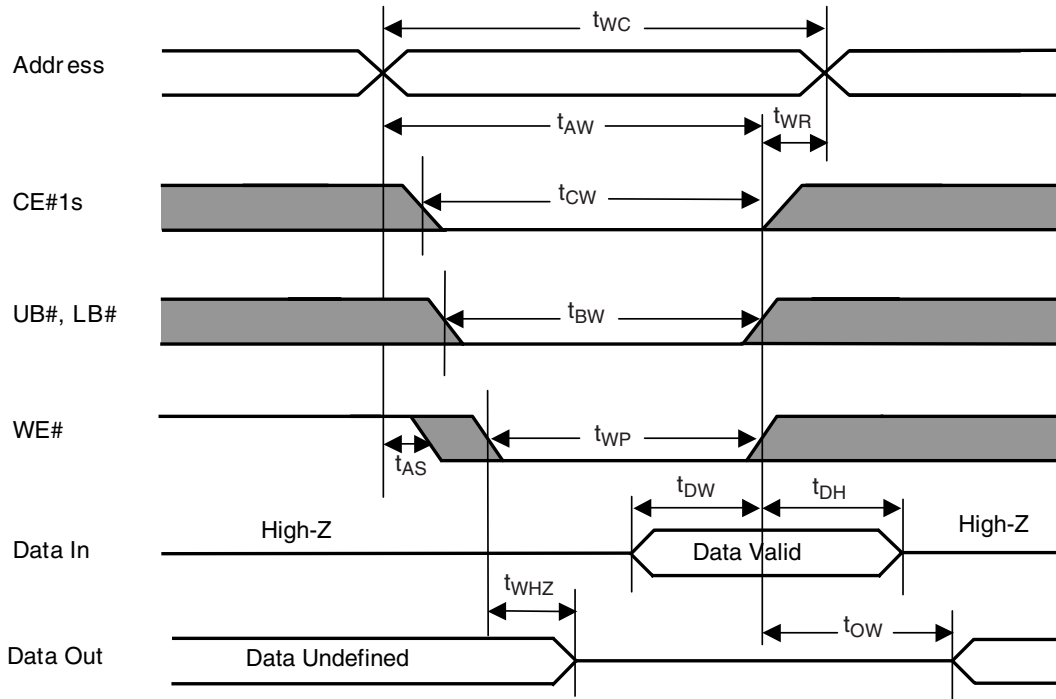 tWC
Address
tAW
tWR
CE#1s
tCW
UB#, LB#
tBW
WE#
tWP
tAS
tDW
tDH
High-Z
High-Z
Data In
Data Valid
tWHZ
tOW
Data Out
Data Undefined